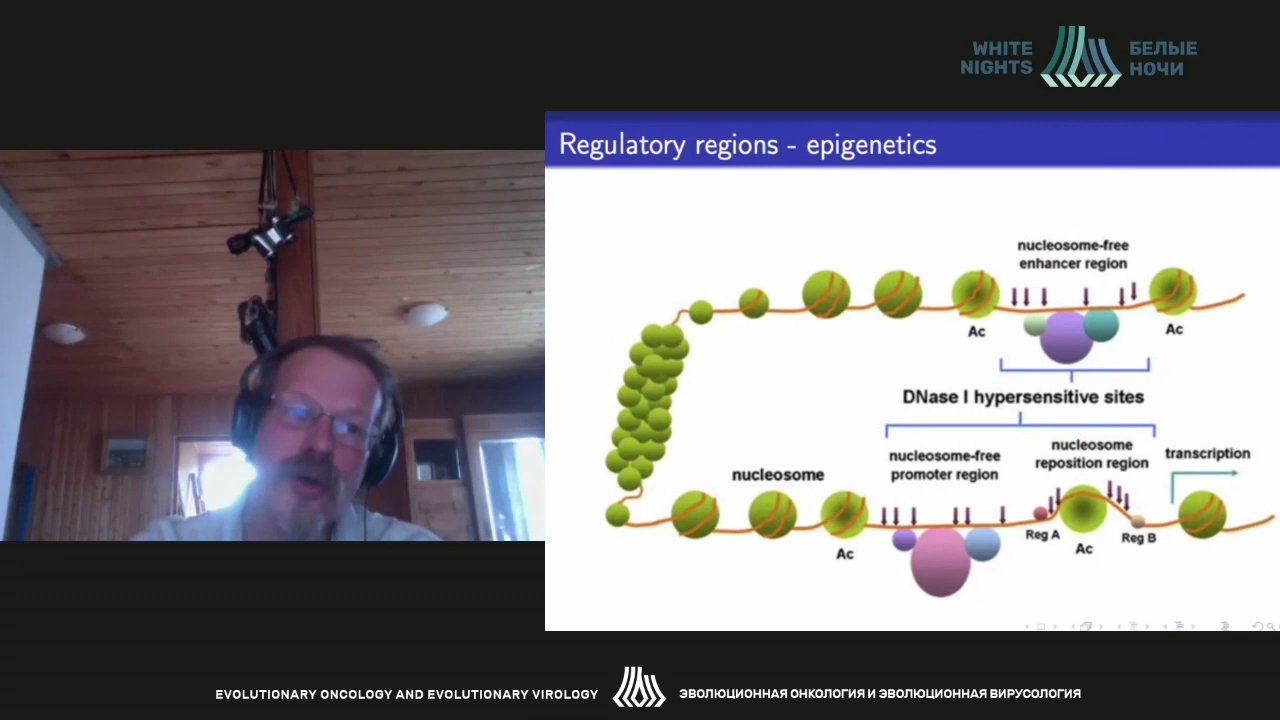 WHITE
NIGHTS
БЕЛЫЕ
НОЧИ
Regulatory regions - epigenetics
nucleosome-free
enhancer region
Ac
Ac
DNase I hypersensitive sites
nucleosome
nucleosome-free
promoter region
nucleosome
reposition region
transcription
Ac
Reg A
Ac
Reg B
EVOLUTIONARY ONCOLOGY AND EVOLUTIONARY VIROLOGY
ЭВОЛЮЦИОННАЯ ОНКОЛОГИЯ И ЭВОЛЮЦИОННАЯ ВИРУСОЛОГИЯ